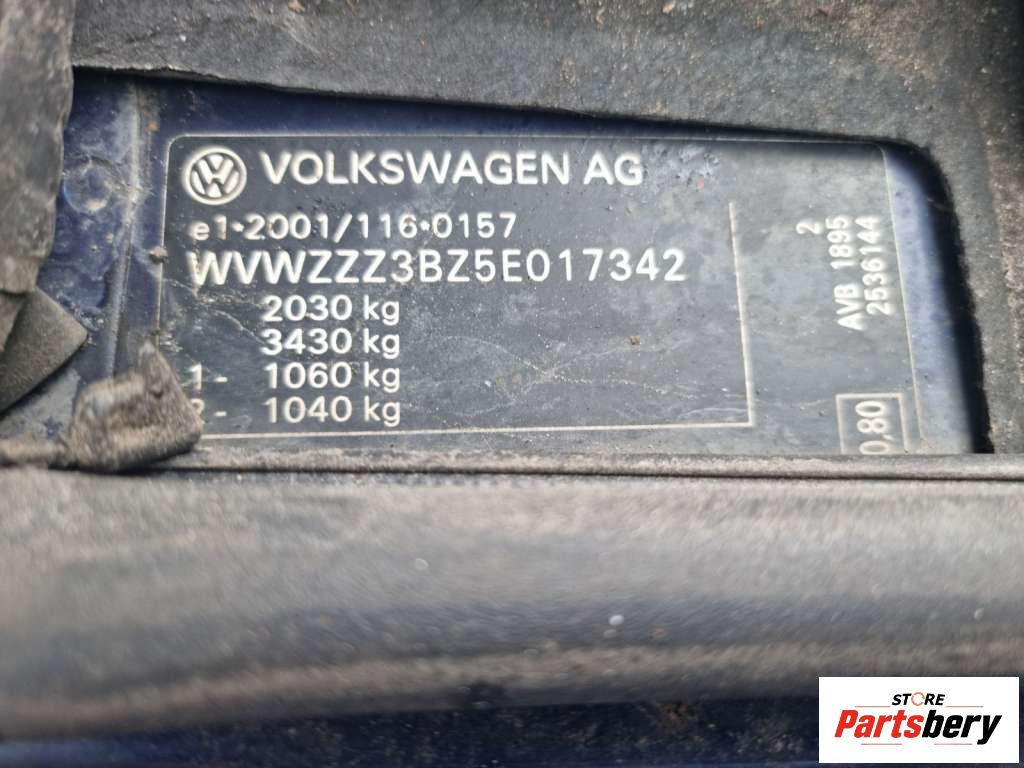 VOLKSWAGEN AG
e1*2001/116*0157
WVWZZZ3BZ5E017342
2030 kg
3430 kg
1- 1060 kg
2- 1040 kg
2
AVB 1895
2536144
0,80
STORE
Partsbery